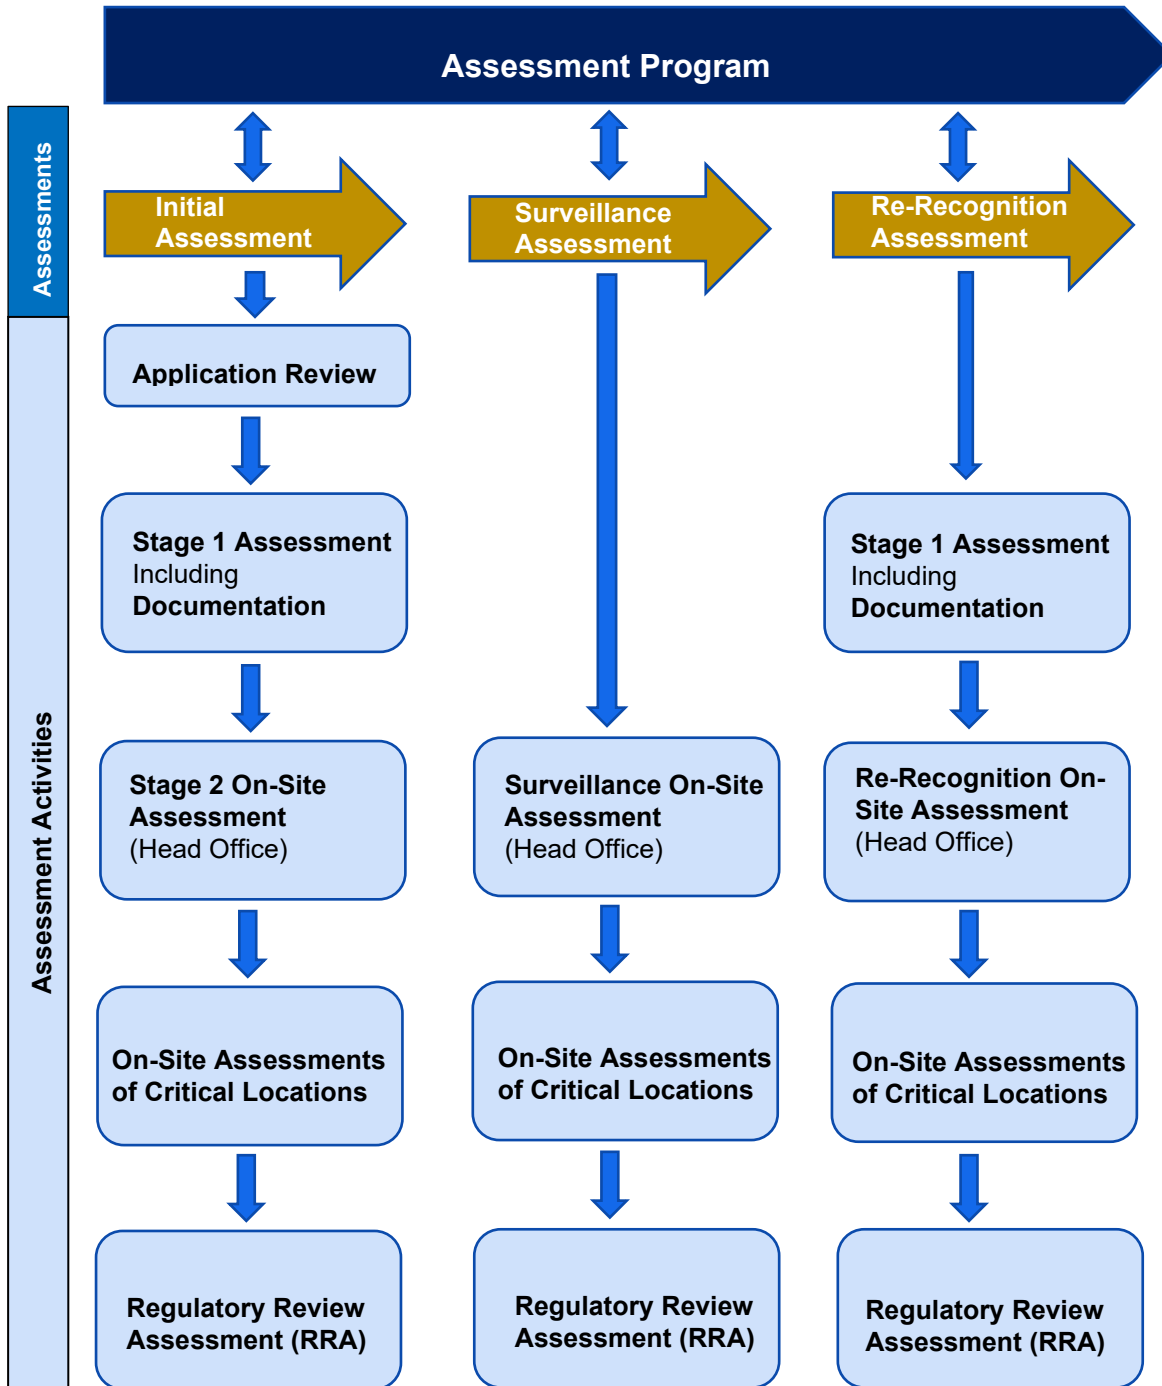 Assessment Program
Assessments
Initial
Assessment
Surveillance
Assessment
Re-Recognition
Assessment
Assessment Activities
Application Review
Stage 1 Assessment
Including
Documentation
Stage 1 Assessment
Including
Documentation
Stage 2 On-Site
Assessment
(Head Office)
Surveillance On-Site
Assessment
(Head Office)
Re-Recognition On-
Site Assessment
(Head Office)
On-Site Assessments
of Critical Locations
On-Site Assessments
of Critical Locations
On-Site Assessments
of Critical Locations
Regulatory Review
Assessment (RRA)
Regulatory Review
Assessment (RRA)
Regulatory Review
Assessment (RRA)